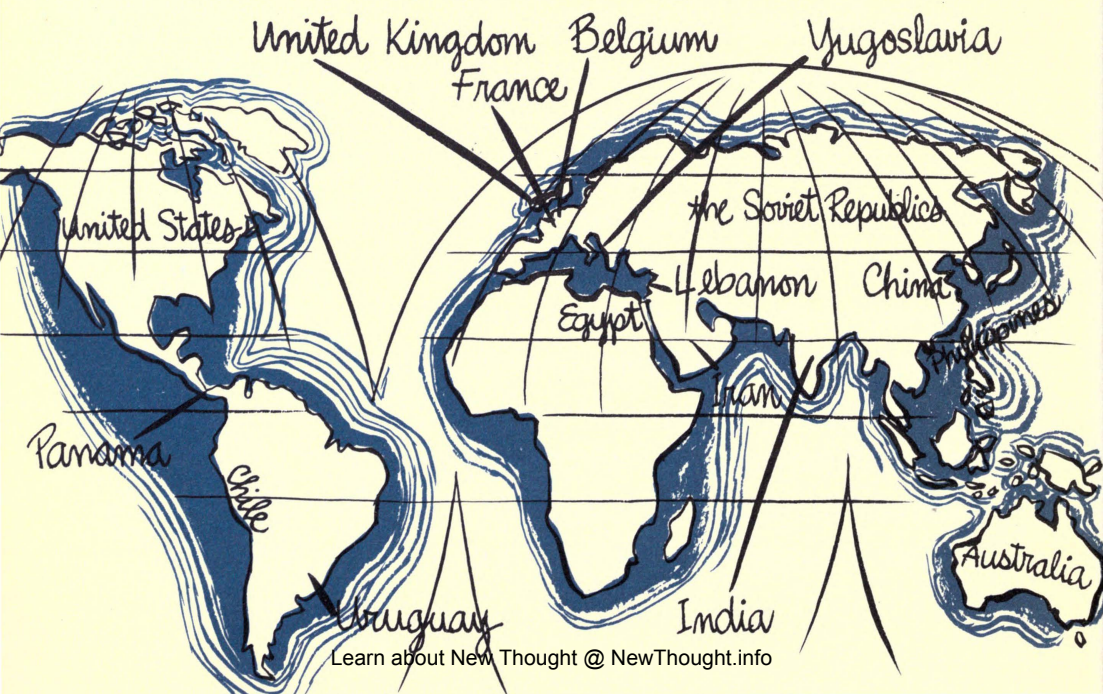 United Kingdom Belgium Yugoslavia
France
United States
the Soviet Republics
Lebanon China
Egypt
Philippines
Iran
Panama
Chile
Australia
Uruguay India
Learn about New Thought @ NewThought.info